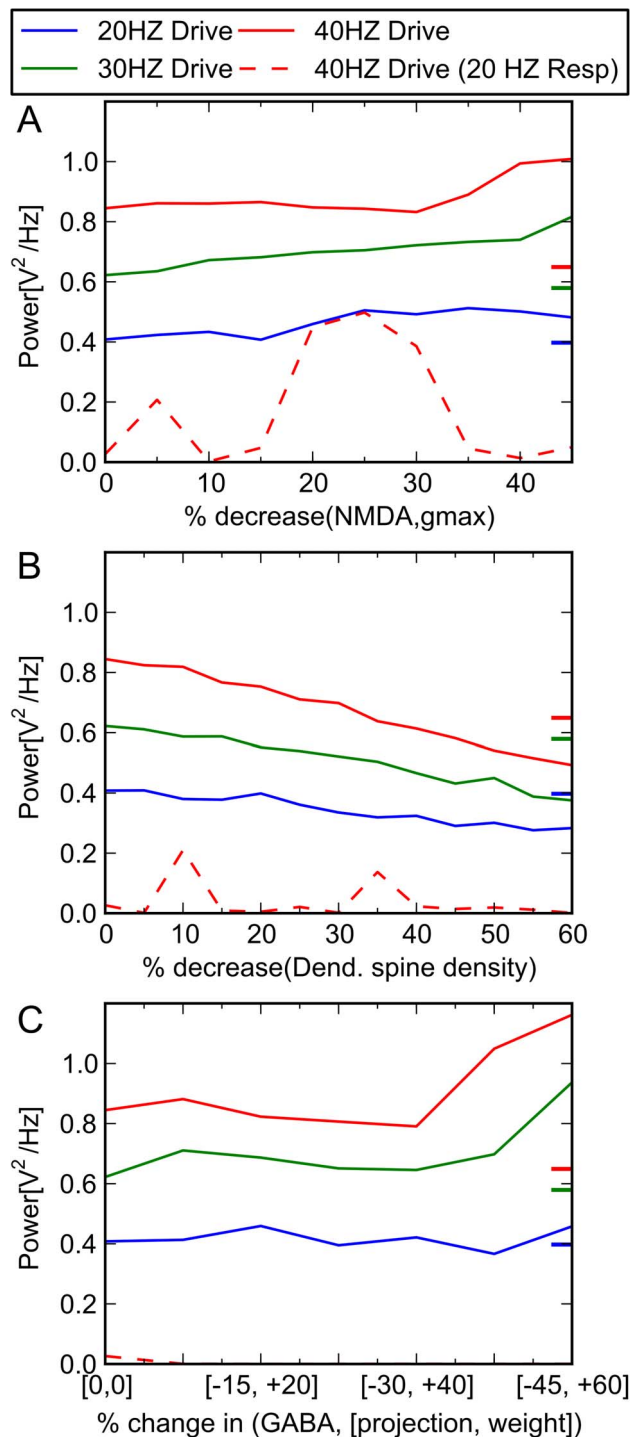 20HZ Drive 40HZ Drive
30HZ Drive 40HZ Drive (20 HZ Resp)
A
1.0
0.8
0.6
0.4
0.2
0.0
Power[V² /Hz]
0 10 20 30 40
% decrease(NMDA,gmax)
B
1.0
0.8
0.6
0.4
0.2
0.0
Power[V² /Hz]
0 10 20 30 40 50 60
% decrease(Dend. spine density)
C
1.0
0.8
0.6
0.4
0.2
0.0
Power[V² /Hz]
[0,0] [-15, +20] [-30, +40] [-45, +60]
% change in (GABA, [projection, weight])